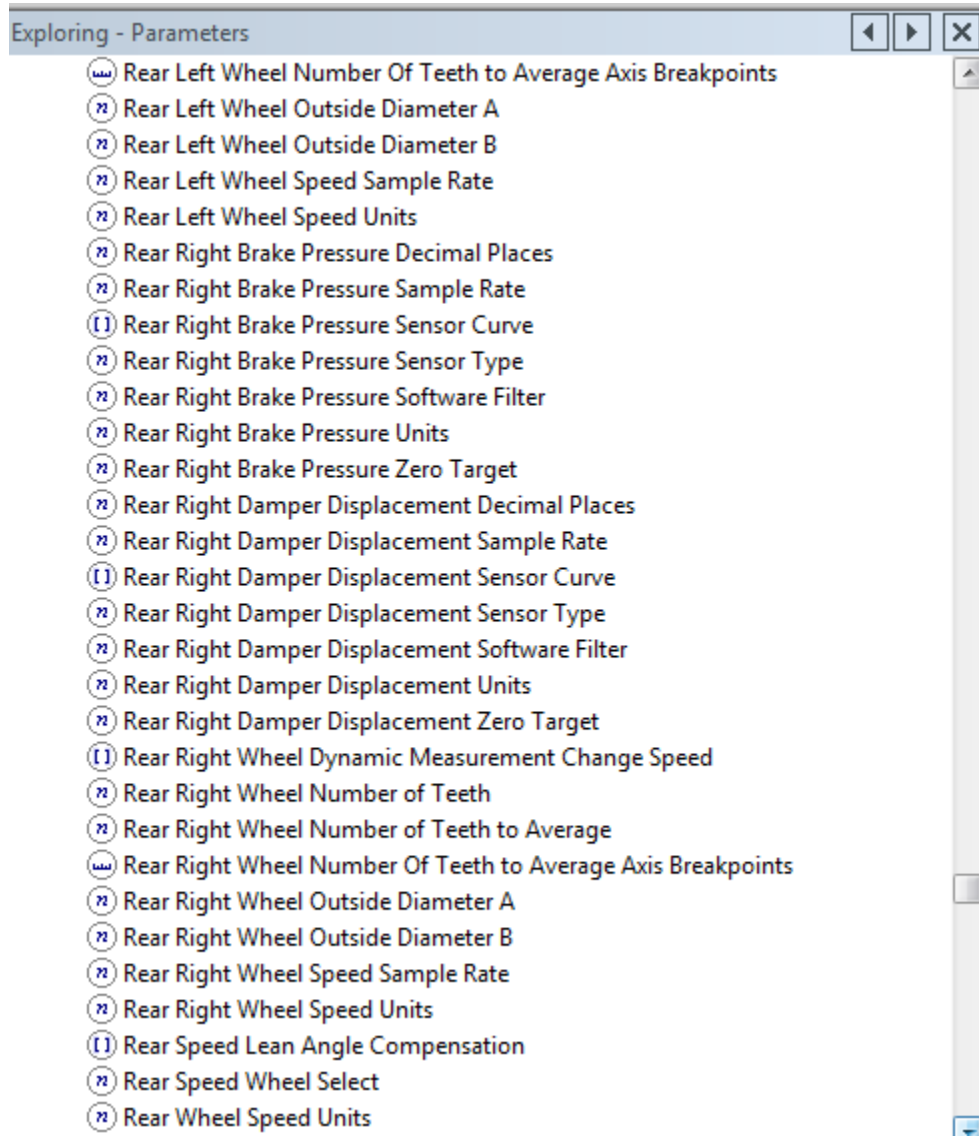 Exploring - Parameters
Rear Left Wheel Number Of Teeth to Average Axis Breakpoints
Rear Left Wheel Outside Diameter A
Rear Left Wheel Outside Diameter B
Rear Left Wheel Speed Sample Rate
Rear Left Wheel Speed Units
Rear Right Brake Pressure Decimal Places
Rear Right Brake Pressure Sample Rate
Rear Right Brake Pressure Sensor Curve
Rear Right Brake Pressure Sensor Type
Rear Right Brake Pressure Software Filter
Rear Right Brake Pressure Units
Rear Right Brake Pressure Zero Target
Rear Right Damper Displacement Decimal Places
Rear Right Damper Displacement Sample Rate
Rear Right Damper Displacement Sensor Curve
Rear Right Damper Displacement Sensor Type
Rear Right Damper Displacement Software Filter
Rear Right Damper Displacement Units
Rear Right Damper Displacement Zero Target
Rear Right Wheel Dynamic Measurement Change Speed
Rear Right Wheel Number of Teeth
Rear Right Wheel Number of Teeth to Average
Rear Right Wheel Number Of Teeth to Average Axis Breakpoints
Rear Right Wheel Outside Diameter A
Rear Right Wheel Outside Diameter B
Rear Right Wheel Speed Sample Rate
Rear Right Wheel Speed Units
Rear Speed Lean Angle Compensation
Rear Speed Wheel Select
Rear Wheel Speed Units